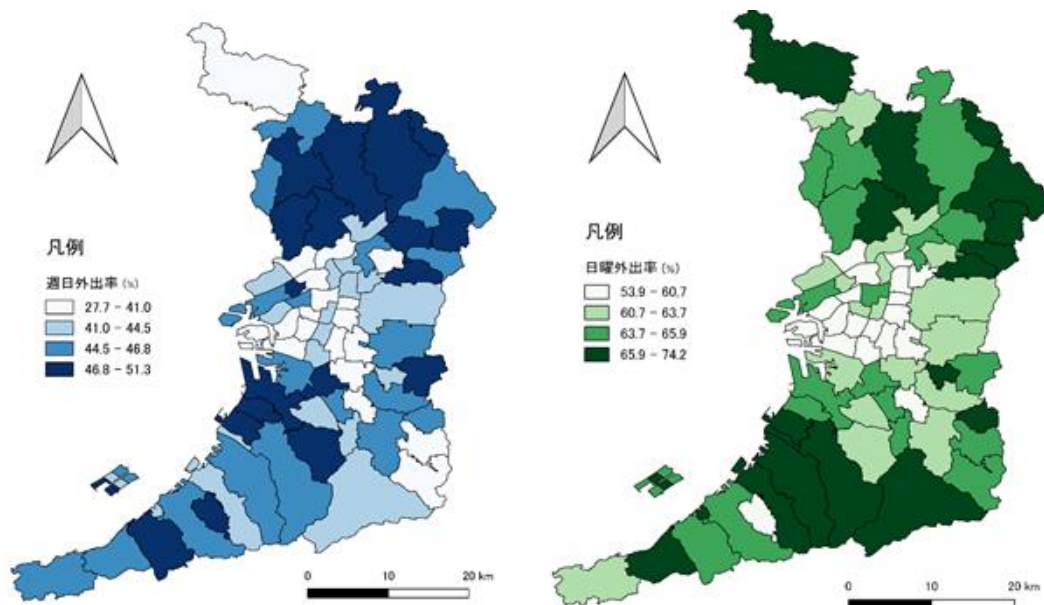 凡例
週日外出率 (%)
27.7 – 41.0
41.0 – 44.5
44.5 – 46.8
46.8 – 51.3
0 10 20 km
凡例
日曜外出率 (%)
53.9 – 60.7
60.7 – 63.7
63.7 – 65.9
65.9 – 74.2
0 10 20 km